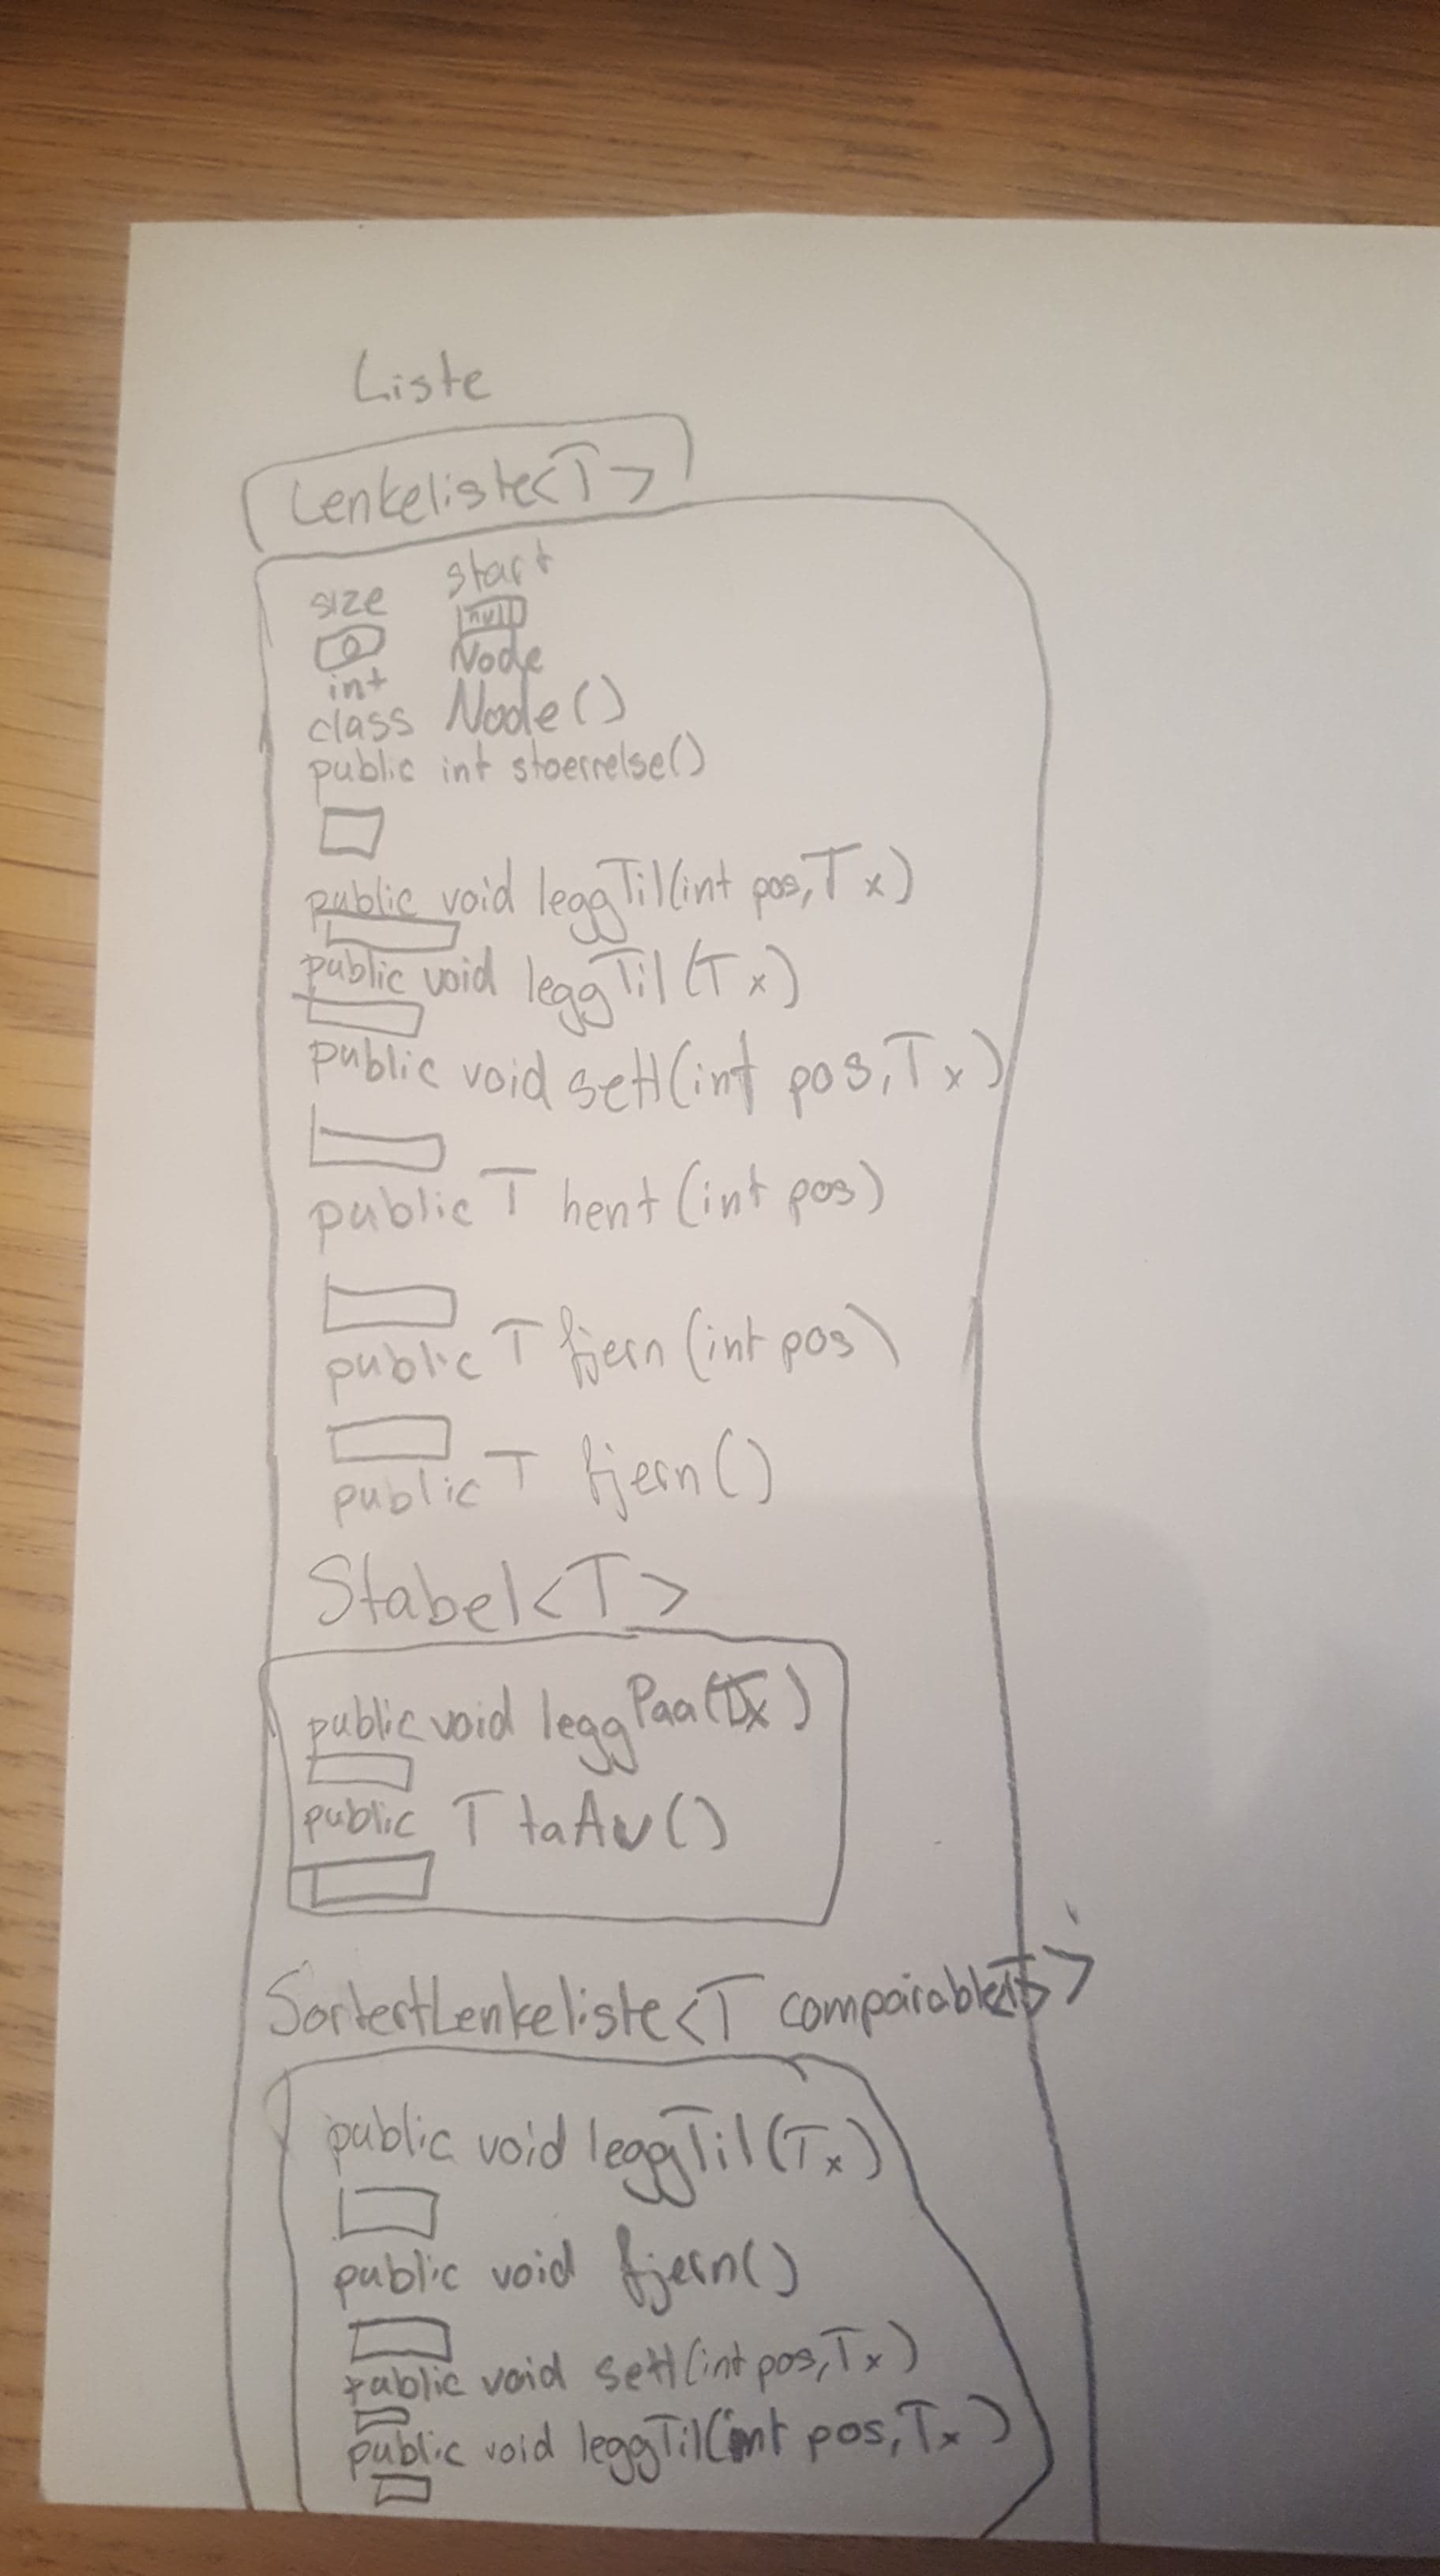 Liste
Lenkeliste<T>
size start
0 null
int Node
class Node()
public int stoerrelse()
public void leggTil(int pos, T x)
public void leggTil(T x)
public void sett(int pos, T x)
public T hent(int pos)
public T fjern(int pos)
public T fjern()
Stabel<T>
public void leggPaa(T x)
public T taAv()
SortertLenkeliste<T compairable<T>>
public void leggTil(T x)
public void fjern()
public void sett(int pos, T x)
public void leggTil(int pos, T x)